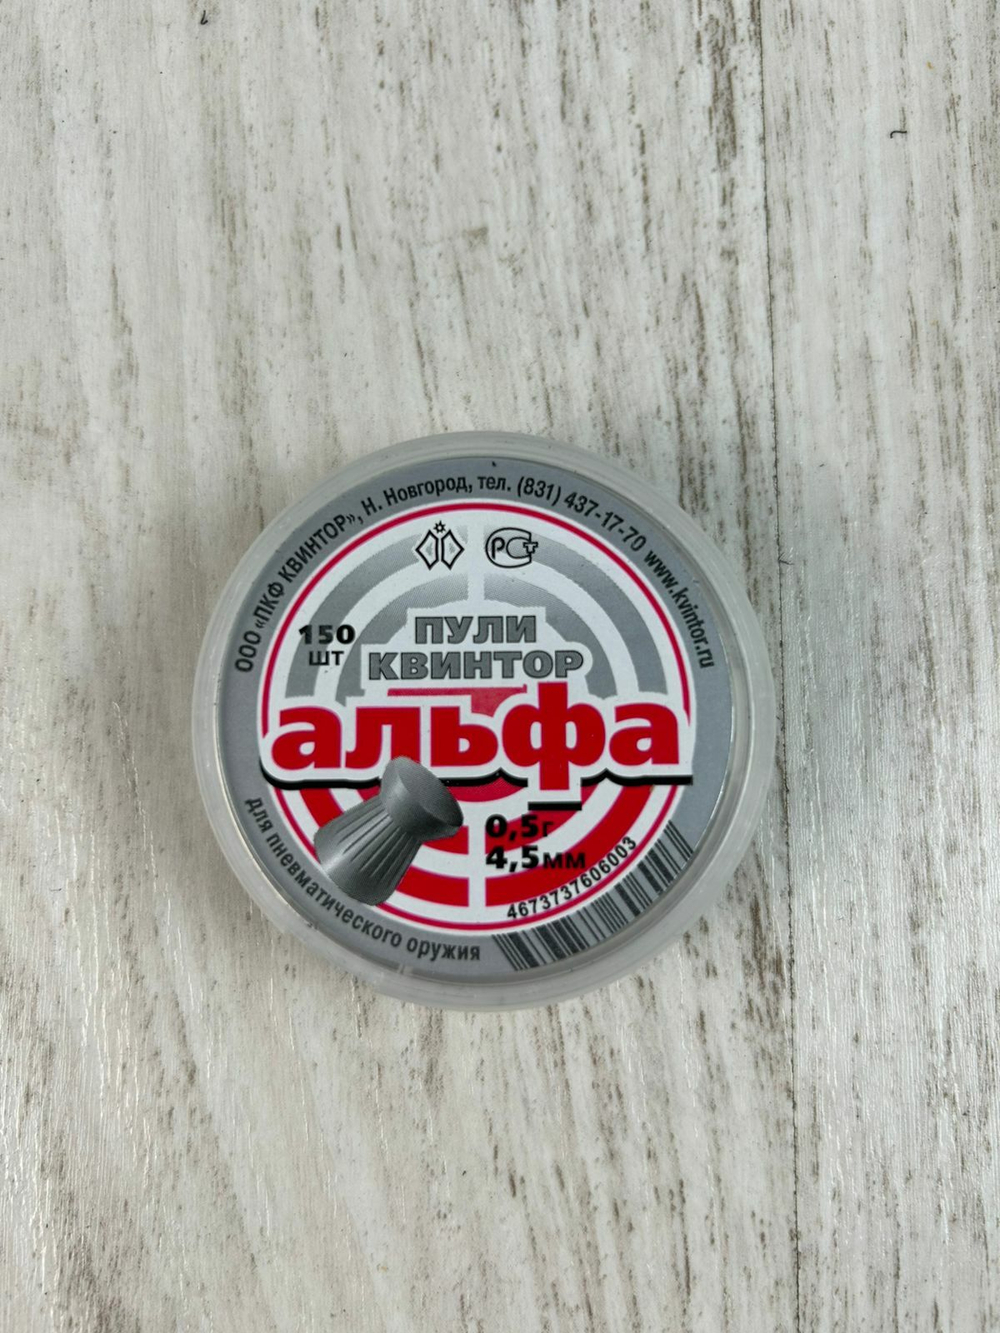 ООО «ПКФ КВИНТОР», Н. Новгород, тел. (831) 437-17-70 www.kvintor.ru
РСТ
150
ШТ
ПУЛИ
КВИНТОР
альфа
0,5г
4,5мм
4673737606003
для пневматического оружия